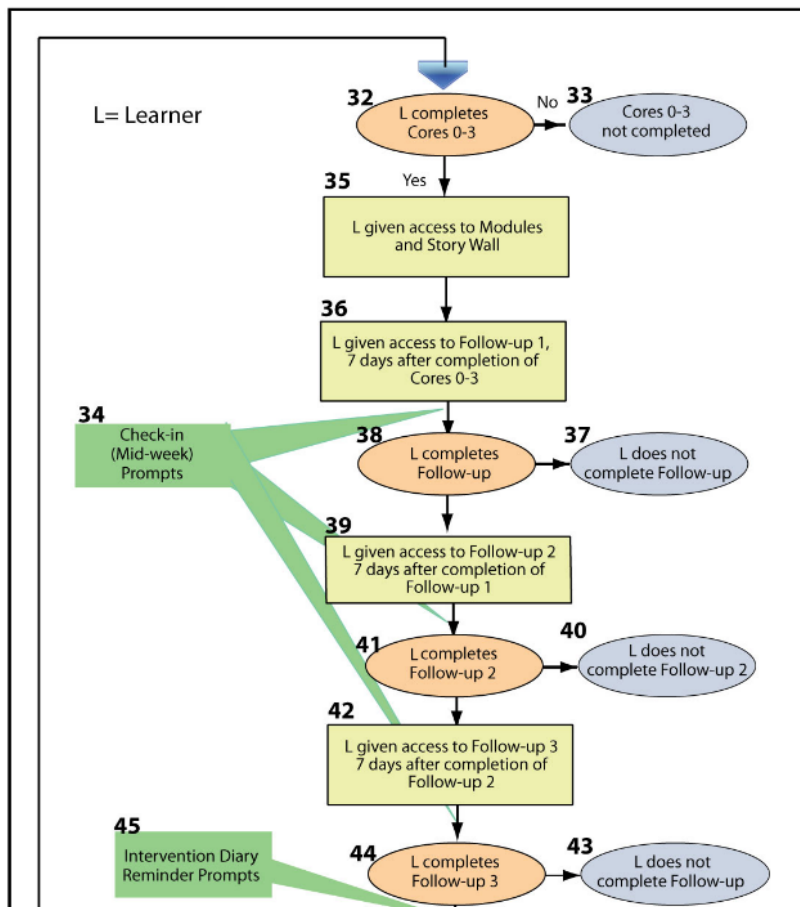 L= Learner
32
L completes
Cores 0-3
No
33
Cores 0-3
not completed
Yes
35
L given access to Modules
and Story Wall
36
L given access to Follow-up 1,
7 days after completion of
Cores 0-3
34
Check-in
(Mid-week)
Prompts
38
L completes
Follow-up
37
L does not
complete Follow-up
39
L given access to Follow-up 2
7 days after completion of
Follow-up 1
41
L completes
Follow-up 2
40
L does not
complete Follow-up 2
42
L given access to Follow-up 3
7 days after completion of
Follow-up 2
45
Intervention Diary
Reminder Prompts
44
L completes
Follow-up 3
43
L does not
complete Follow-up